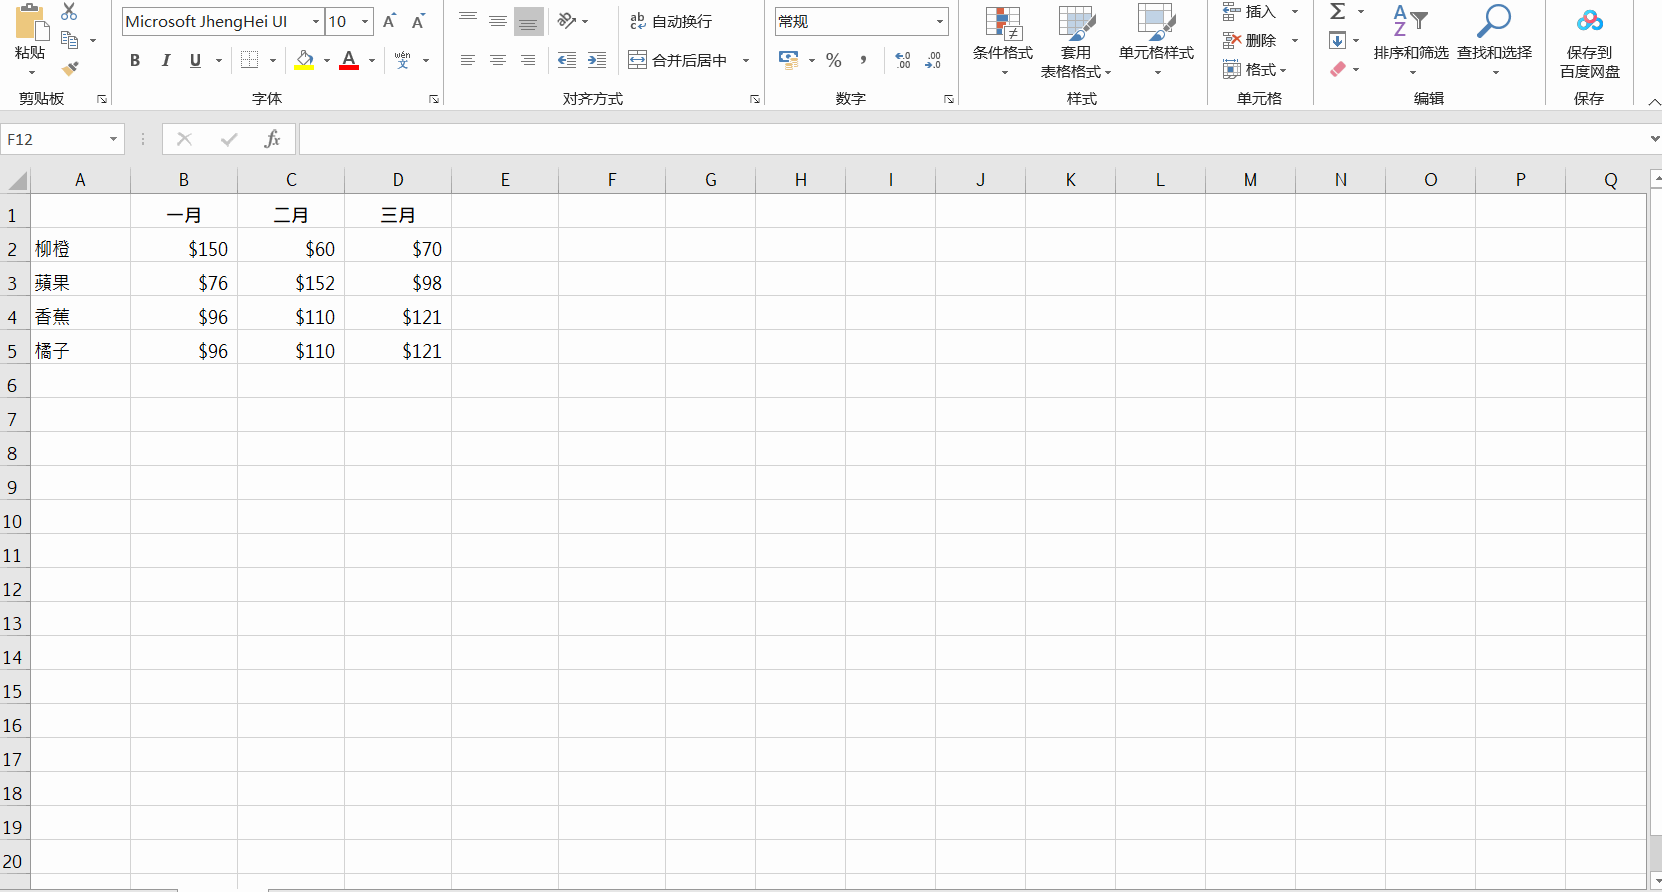 Microsoft JhengHei UI 10 A A 自动换行 常规 插入 Σ
粘贴 条件格式 套用 表格格式 单元格样式 删除 排序和筛选 查找和选择 保存到 百度网盘
B I U A wén 文 合并后居中 % , .00 .0 格式
剪贴板 字体 对齐方式 数字 样式 单元格 编辑 保存
F12 fx
A B C D E F G H I J K L M N O P Q
1 一月 二月 三月
2 柳橙 $150 $60 $70
3 蘋果 $76 $152 $98
4 香蕉 $96 $110 $121
5 橘子 $96 $110 $121
6
7
8
9
10
11
12
13
14
15
16
17
18
19
20